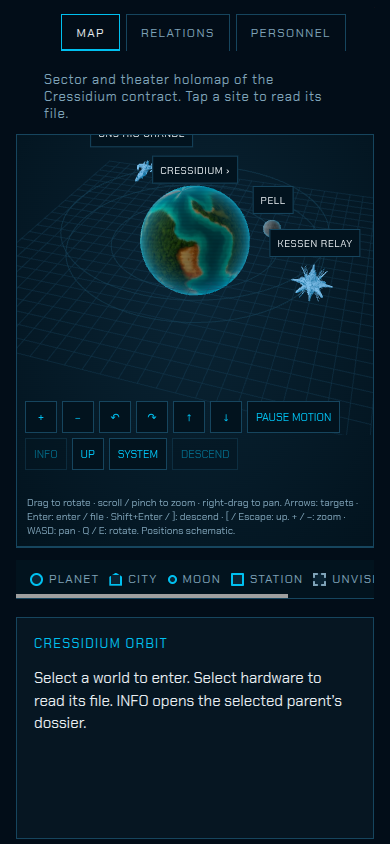 MAP
RELATIONS
PERSONNEL
Sector and theater holomap of the
Cressidium contract. Tap a site to read its
file.
CRESSIDIUM ›
PELL
KESSEN RELAY
+
−
↶
↷
↑
↓
PAUSE MOTION
INFO
UP
SYSTEM
DESCEND
Drag to rotate · scroll / pinch to zoom · right-drag to pan. Arrows: targets ·
Enter: enter / file · Shift+Enter / ]: descend · [ / Escape: up. + / −: zoom ·
WASD: pan · Q / E: rotate. Positions schematic.
PLANET
CITY
MOON
STATION
UNVIS
CRESSIDIUM ORBIT
Select a world to enter. Select hardware to
read its file. INFO opens the selected parent's
dossier.